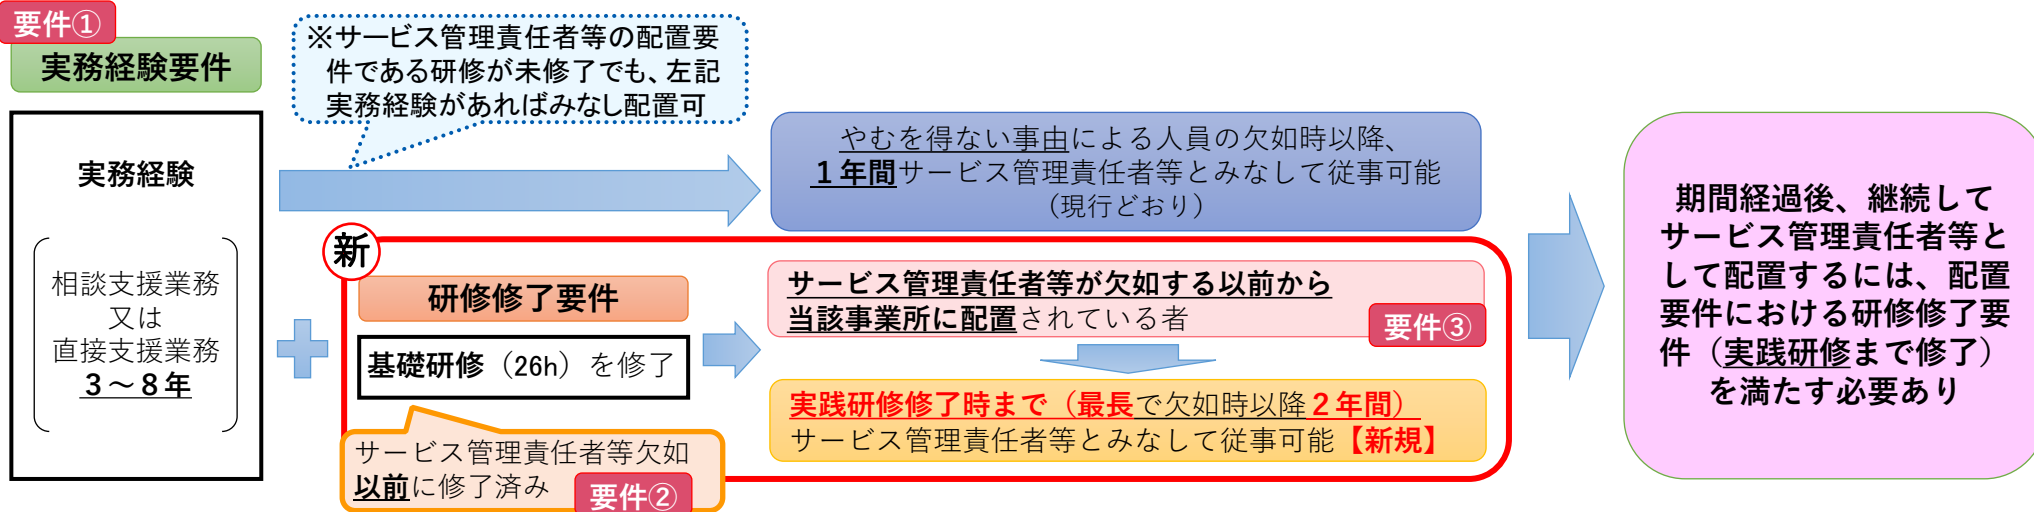 要件①
実務経験要件
実務経験
相談支援業務
又は
直接支援業務
３～８年
※サービス管理責任者等の配置要
件である研修が未修了でも、左記
実務経験があればみなし配置可
やむを得ない事由による人員の欠如時以降、
１年間サービス管理責任者等とみなして従事可能
（現行どおり）
新
研修修了要件
基礎研修（26h）を修了
サービス管理責任者等欠如
以前に修了済み
要件②
サービス管理責任者等が欠如する以前から
当該事業所に配置されている者
要件③
実践研修修了時まで（最長で欠如時以降２年間）
サービス管理責任者等とみなして従事可能【新規】
期間経過後、継続して
サービス管理責任者等と
して配置するには、配置
要件における研修修了要
件（実践研修まで修了）
を満たす必要あり